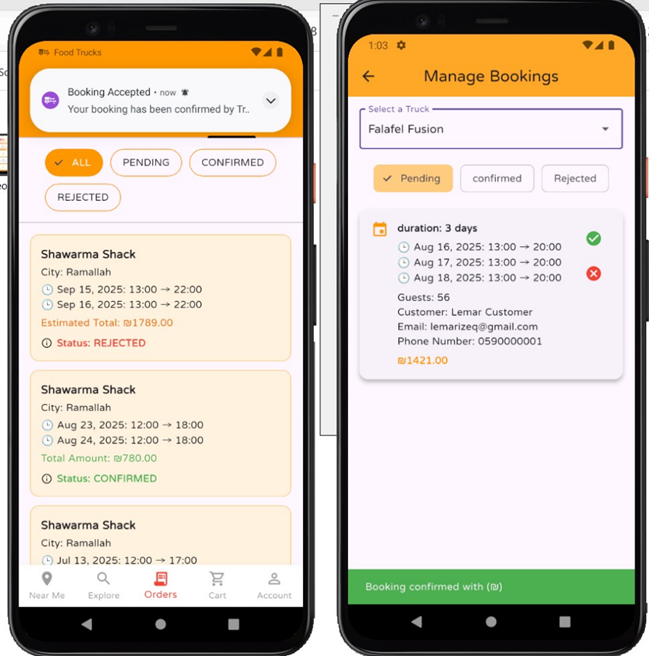 Food Trucks
Booking Accepted • now
Your booking has been confirmed by Tr..
ALL
PENDING
CONFIRMED
REJECTED
Shawarma Shack
City: Ramallah
Sep 15, 2025: 13:00 → 22:00
Sep 16, 2025: 13:00 → 22:00
Estimated Total: ₪1789.00
Status: REJECTED
Shawarma Shack
City: Ramallah
Aug 23, 2025: 12:00 → 18:00
Aug 24, 2025: 12:00 → 18:00
Total Amount: ₪780.00
Status: CONFIRMED
Shawarma Shack
City: Ramallah
Jul 13, 2025: 12:00 → 17:00
Near Me
Explore
Orders
Cart
Account
1:03
Manage Bookings
Select a Truck
Falafel Fusion
Pending
confirmed
Rejected
duration: 3 days
Aug 16, 2025: 13:00 → 20:00
Aug 17, 2025: 13:00 → 20:00
Aug 18, 2025: 13:00 → 20:00
Guests: 56
Customer: Lemar Customer
Email: lemarizeq@gmail.com
Phone Number: 0590000001
₪1421.00
Booking confirmed with (₪)